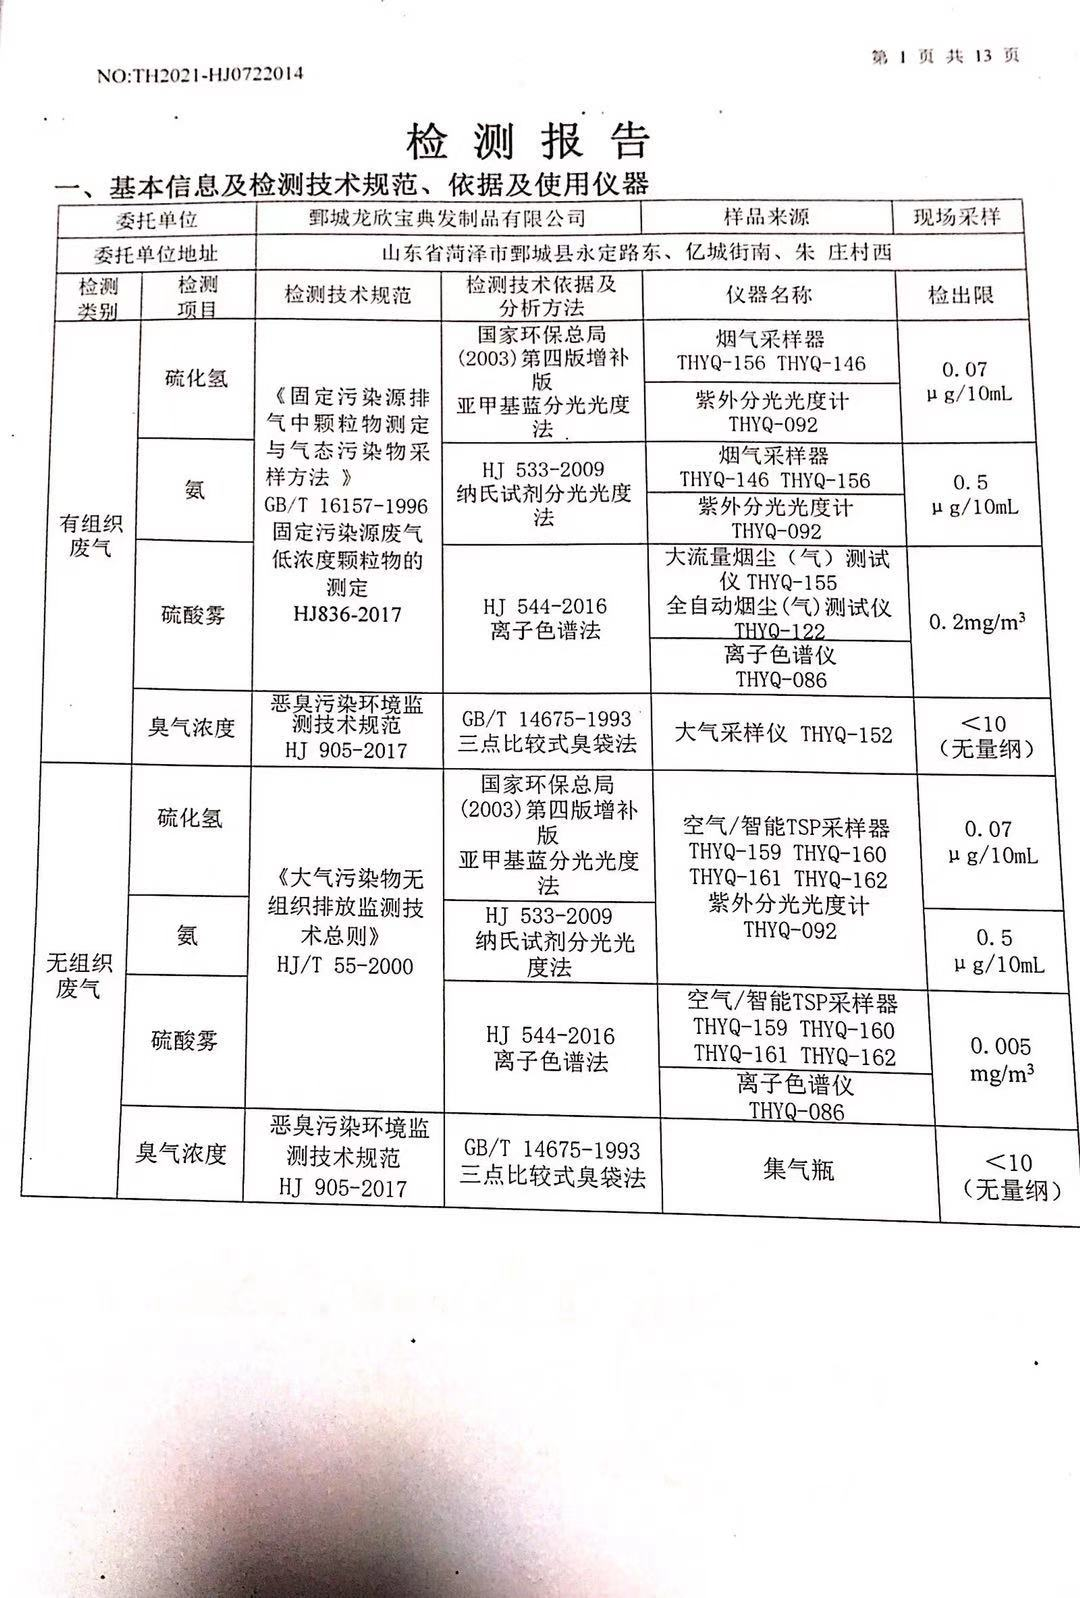 NO:TH2021-HJ0722014
第 1 页 共 13 页
检 测 报 告
一、基本信息及检测技术规范、依据及使用仪器
委托单位 鄄城龙欣宝典发制品有限公司 样品来源 现场采样
委托单位地址 山东省菏泽市鄄城县永定路东、亿城街南、朱 庄村西
检测
类别
检测
项目
检测技术规范
检测技术依据及
分析方法
仪器名称
检出限
有组织
废气
硫化氢
《固定污染源排
气中颗粒物测定
与气态污染物采
样方法 》
GB/T 16157-1996
固定污染源废气
低浓度颗粒物的
测定
HJ836-2017
国家环保总局
(2003)第四版增补
版
亚甲基蓝分光光度
法
烟气采样器
THYQ-156 THYQ-146
紫外分光光度计
THYQ-092
0.07
μg/10mL
氨
HJ 533-2009
纳氏试剂分光光度
法
烟气采样器
THYQ-146 THYQ-156
紫外分光光度计
THYQ-092
0.5
μg/10mL
硫酸雾
HJ 544-2016
离子色谱法
大流量烟尘（气）测试
仪 THYQ-155
全自动烟尘(气)测试仪
THYQ-122
离子色谱仪
THYQ-086
0.2mg/m³
臭气浓度
恶臭污染环境监
测技术规范
HJ 905-2017
GB/T 14675-1993
三点比较式臭袋法
大气采样仪 THYQ-152
＜10
（无量纲）
无组织
废气
硫化氢
《大气污染物无
组织排放监测技
术总则》
HJ/T 55-2000
国家环保总局
(2003)第四版增补
版
亚甲基蓝分光光度
法
空气/智能TSP采样器
THYQ-159 THYQ-160
THYQ-161 THYQ-162
紫外分光光度计
THYQ-092
0.07
μg/10mL
氨
HJ 533-2009
纳氏试剂分光光
度法
0.5
μg/10mL
硫酸雾
HJ 544-2016
离子色谱法
空气/智能TSP采样器
THYQ-159 THYQ-160
THYQ-161 THYQ-162
离子色谱仪
THYQ-086
0.005
mg/m³
臭气浓度
恶臭污染环境监
测技术规范
HJ 905-2017
GB/T 14675-1993
三点比较式臭袋法
集气瓶
＜10
（无量纲）